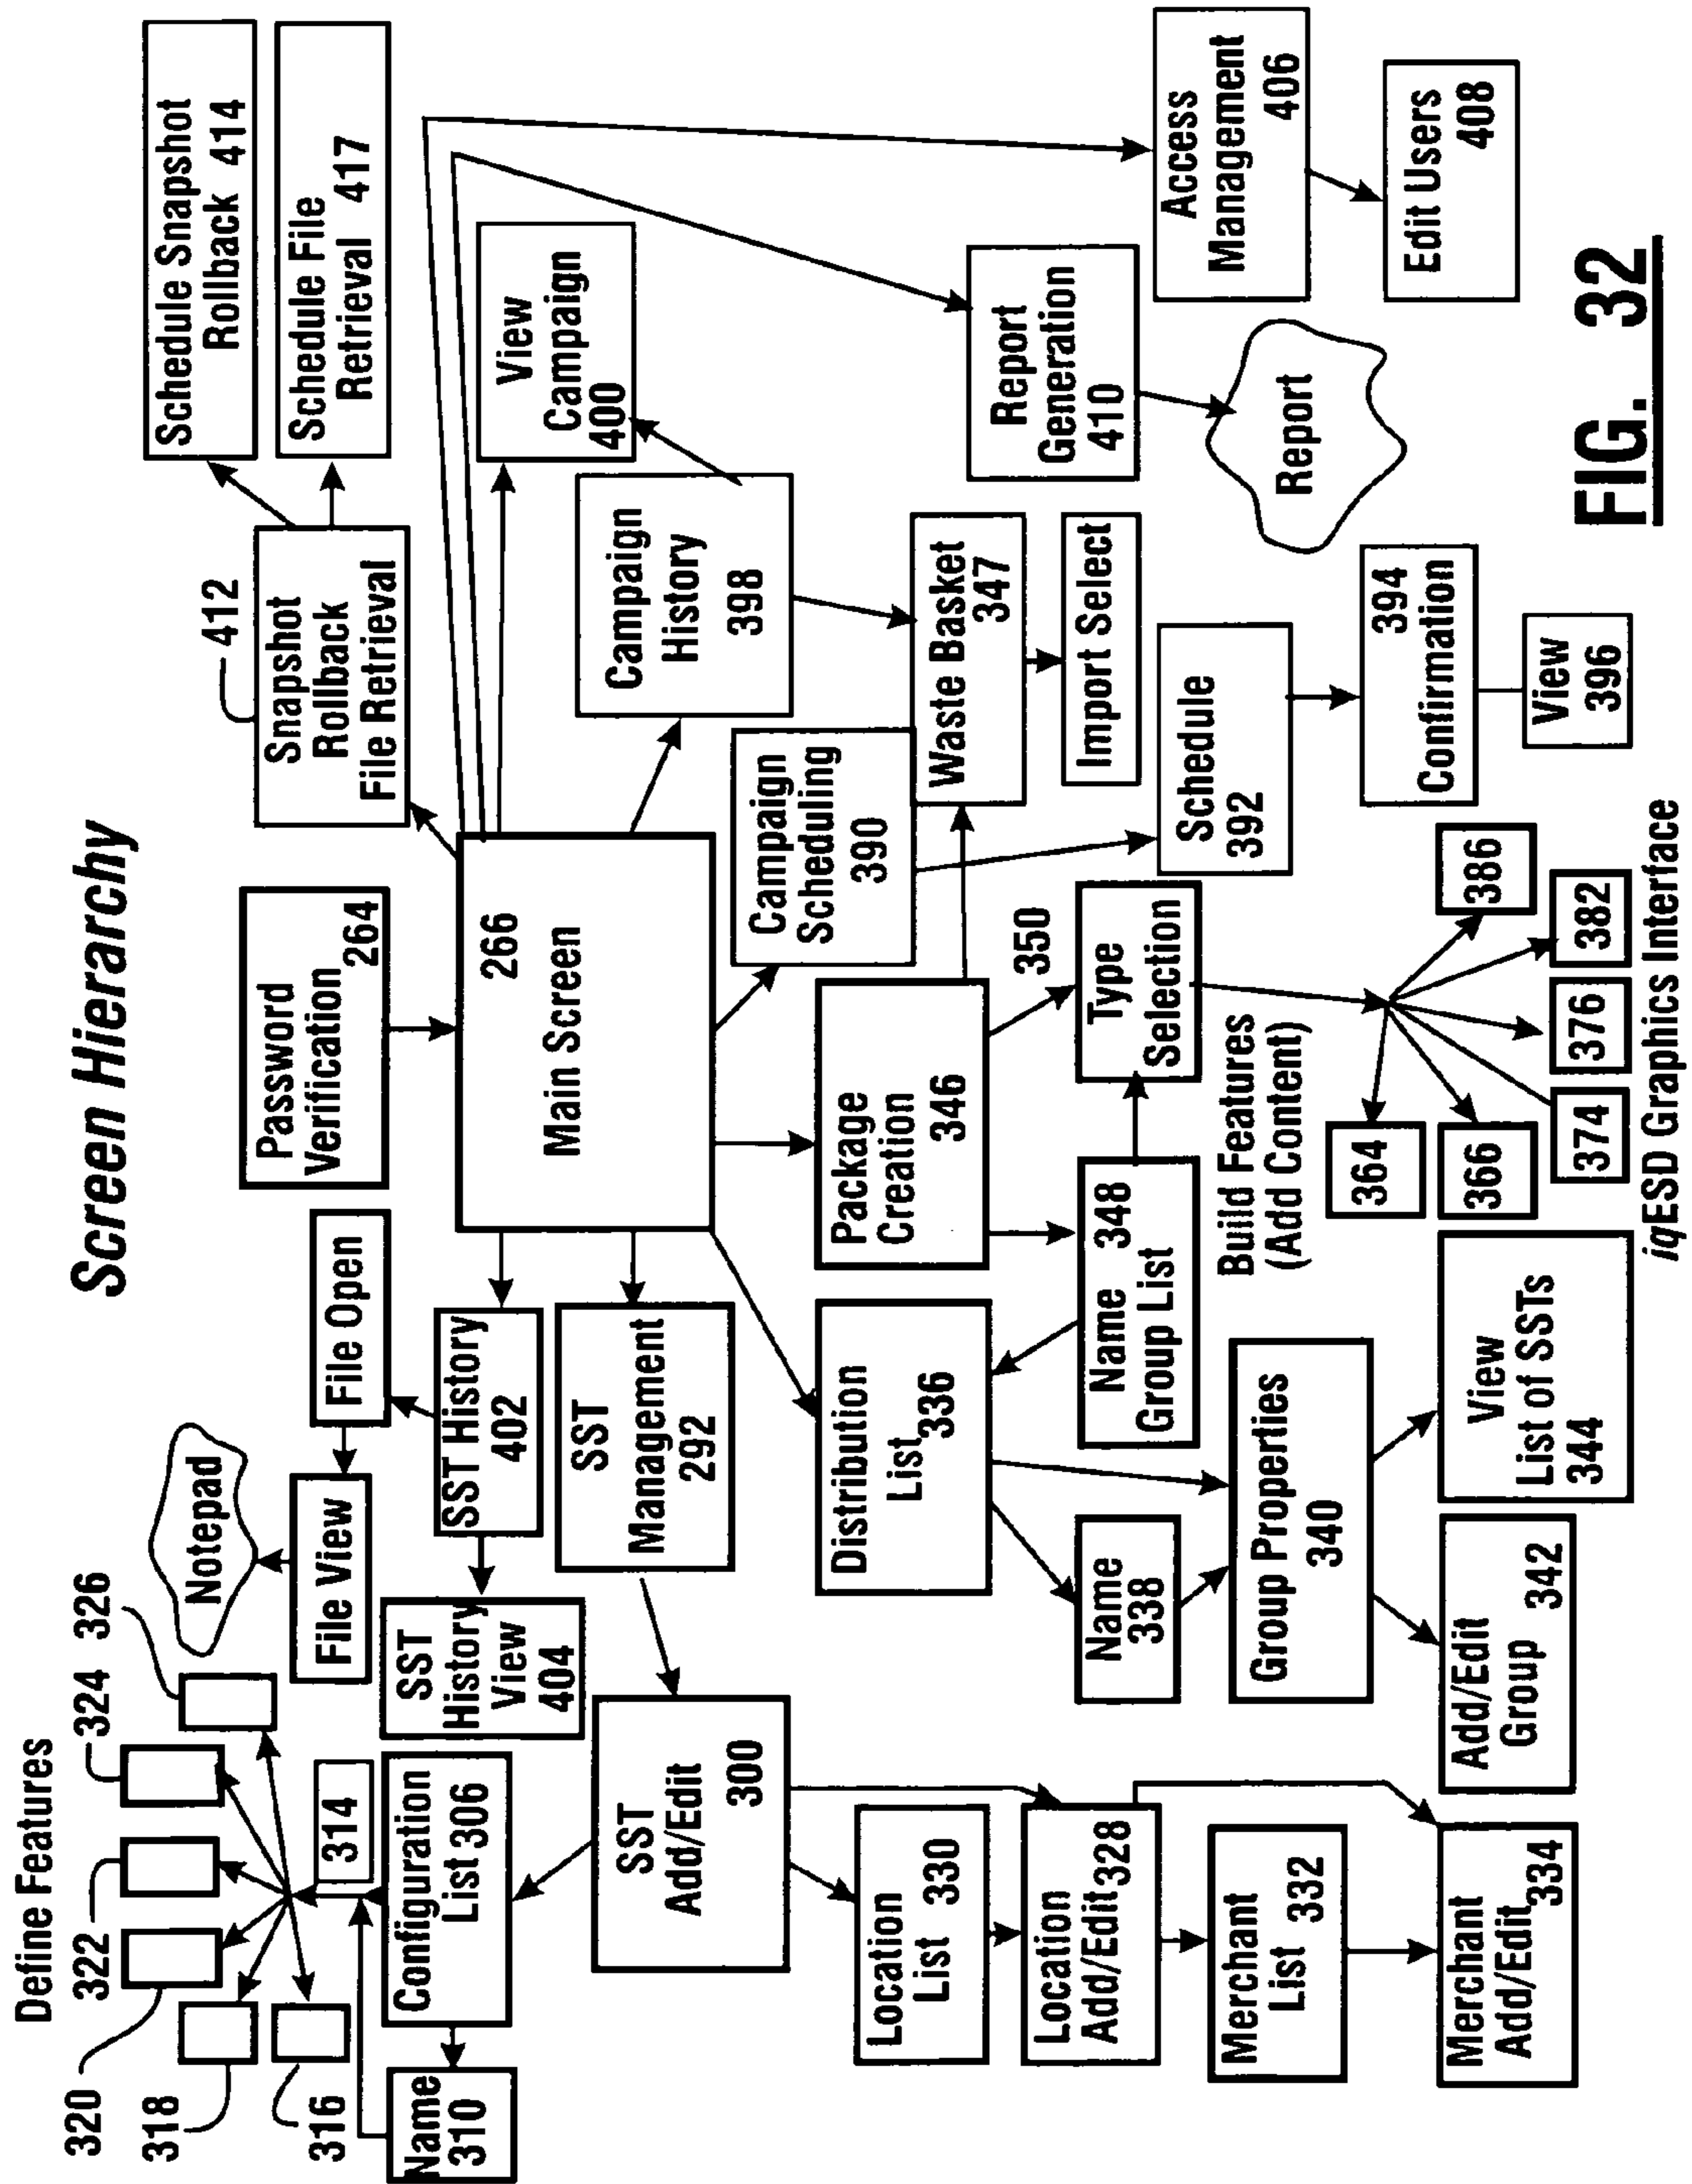 Screen Hierarchy
Define Features
320
322
324
326
318
316
314
Notepad
File View
File Open
Password
Verification
264
412
Snapshot
Rollback
File Retrieval
Schedule Snapshot
Rollback 414
Schedule File
Retrieval 417
Name
310
Configuration
List 306
SST
History
View
404
SST History
402
266
Main Screen
View
Campaign
400
SST
Add/Edit
300
SST
Management
292
Campaign
History
398
Campaign
Scheduling
390
Location
List 330
Distribution
List 336
Package
Creation 346
Waste Basket
347
Report
Generation
410
Access
Management
406
Location
Add/Edit 328
Name
338
Name 348
Group List
350
Type
Selection
Import Select
Merchant
List 332
Group Properties
340
Build Features
(Add Content)
Schedule
392
Report
Edit Users
408
364
366
374
376
382
386
394
Confirmation
View
396
Merchant
Add/Edit 334
Add/Edit
Group 342
View
List of SSTs
344
iqESD Graphics Interface
FIG. 32